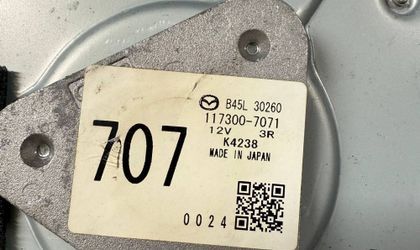 B45L 30260
117300-7071
12V 3R
K4238
MADE IN JAPAN
707
0024